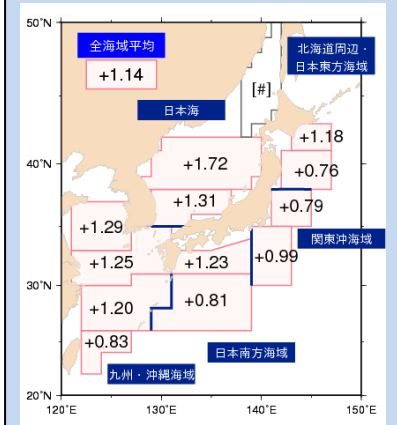 50°N
全海域平均
+1.14
北海道周辺・
日本東方海域
[#]
日本海
+1.18
40°N
+1.72
+0.76
+1.31
+0.79
+1.29
関東沖海域
+1.25
+1.23
+0.99
30°N
+1.20
+0.81
+0.83
日本南方海域
九州・沖縄海域
20°N
120°E
130°E
140°E
150°E